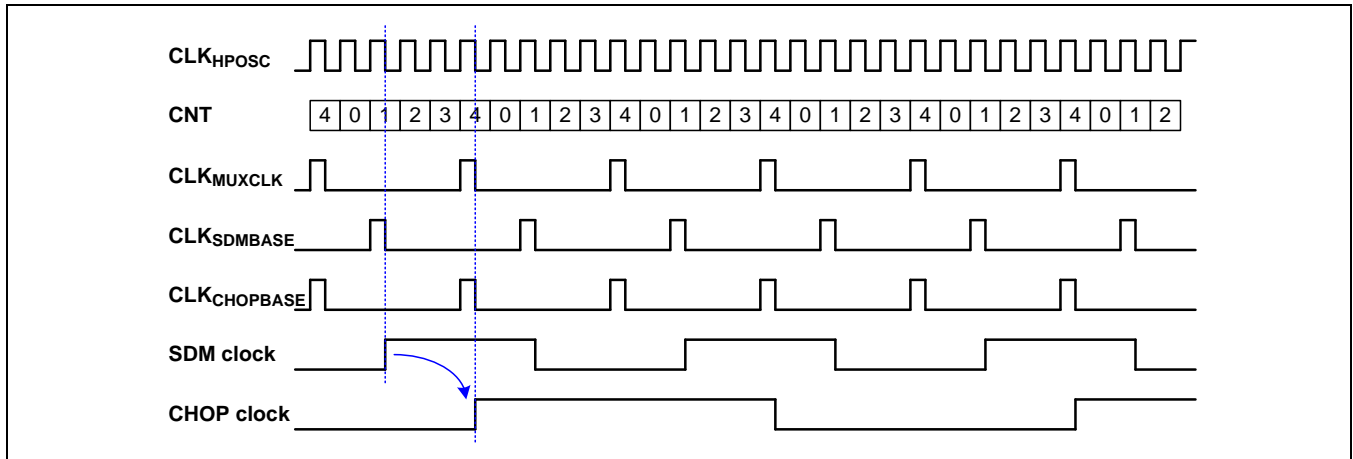 CLKHPOSC
CNT 4 0 1 2 3 4 0 1 2 3 4 0 1 2 3 4 0 1 2 3 4 0 1 2 3 4 0 1 2
CLKMUXCLK
CLKSDMBASE
CLKCHOPBASE
SDM clock
CHOP clock